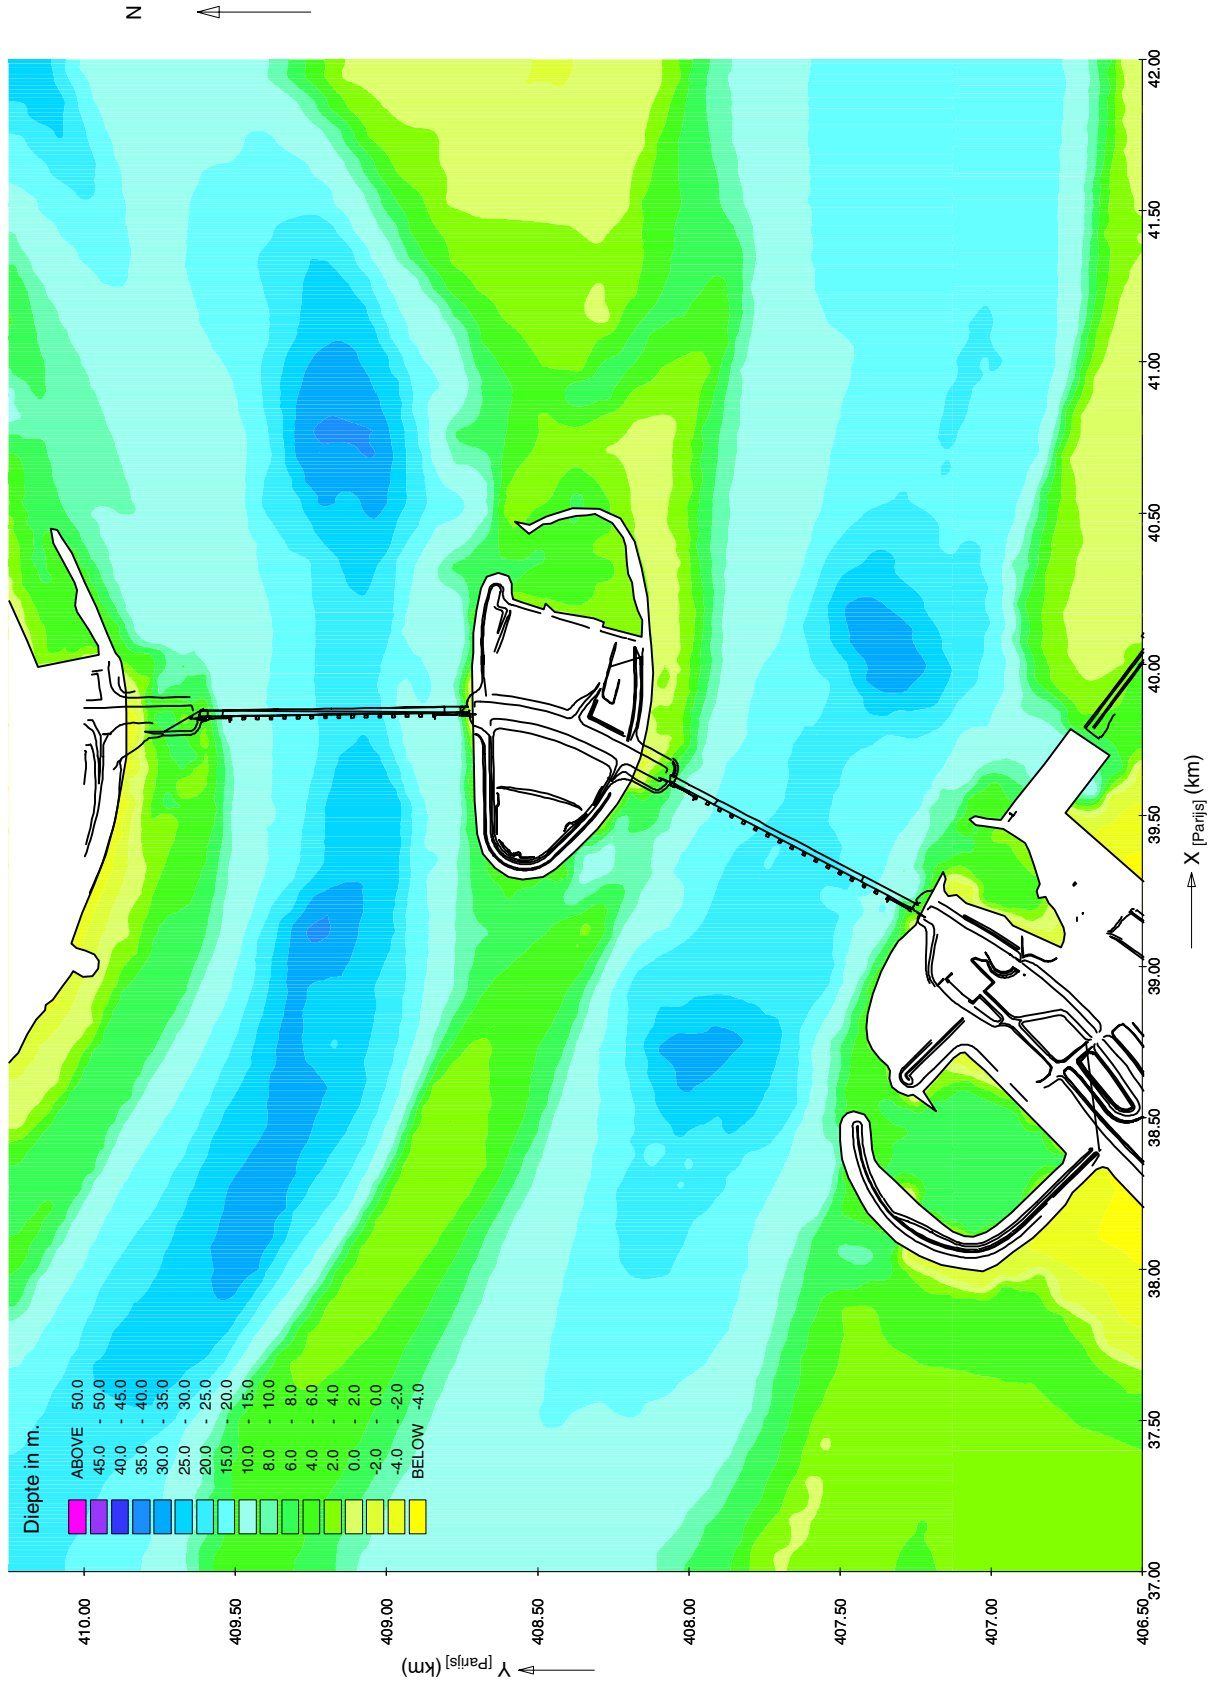 N
Diepte in m.
ABOVE 50.0
45.0 - 50.0
40.0 - 45.0
35.0 - 40.0
30.0 - 35.0
25.0 - 30.0
20.0 - 25.0
15.0 - 20.0
10.0 - 15.0
8.0 - 10.0
6.0 - 8.0
4.0 - 6.0
2.0 - 4.0
0.0 - 2.0
-2.0 - 0.0
-4.0 - -2.0
BELOW -4.0
410.00
409.50
409.00
408.50
408.00
407.50
407.00
406.50
Y [Parijs] (km)
37.00
37.50
38.00
38.50
39.00
39.50
40.00
40.50
41.00
41.50
42.00
X [Parijs] (km)